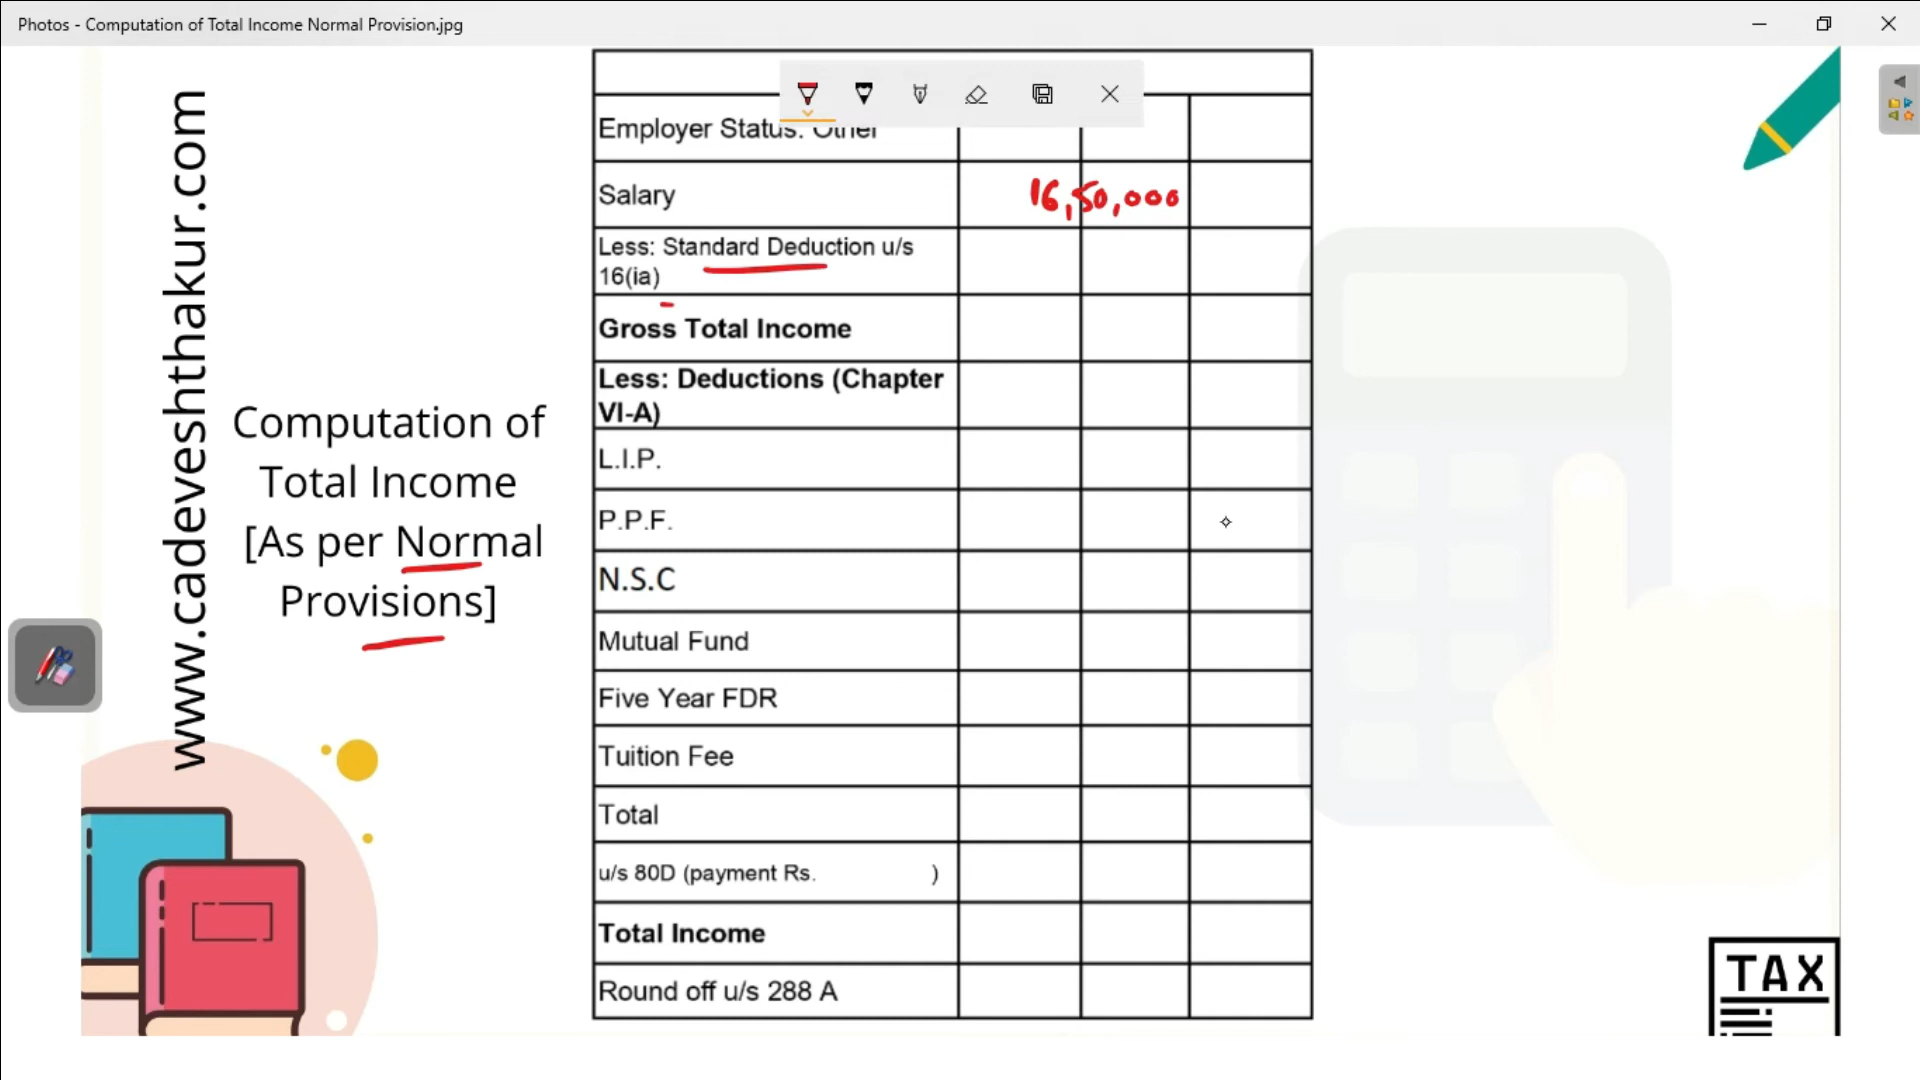 Photos - Computation of Total Income Normal Provision.jpg
www.cadeveshthakur.com
Computation of
Total Income
[As per Normal
Provisions]
Employer Status: Other
Salary 16,50,000
Less: Standard Deduction u/s
16(ia)
Gross Total Income
Less: Deductions (Chapter
VI-A)
L.I.P.
P.P.F.
N.S.C
Mutual Fund
Five Year FDR
Tuition Fee
Total
u/s 80D (payment Rs. )
Total Income
Round off u/s 288 A
TAX